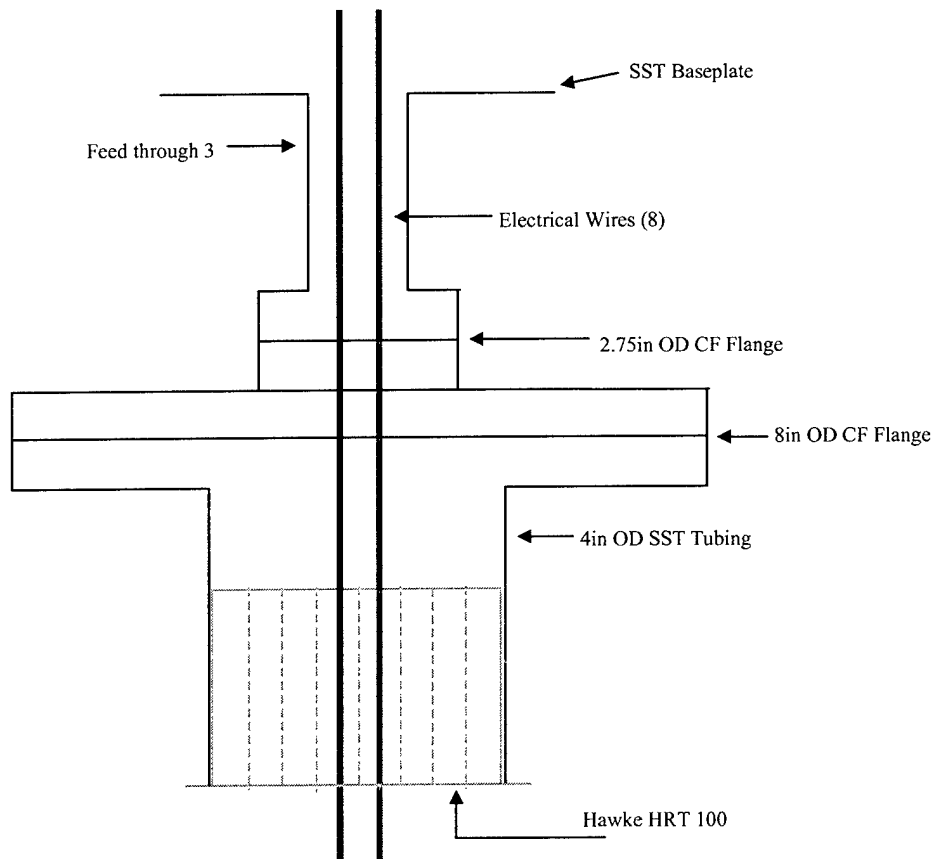 SST Baseplate
Feed through 3
Electrical Wires (8)
2.75in OD CF Flange
8in OD CF Flange
4in OD SST Tubing
Hawke HRT 100